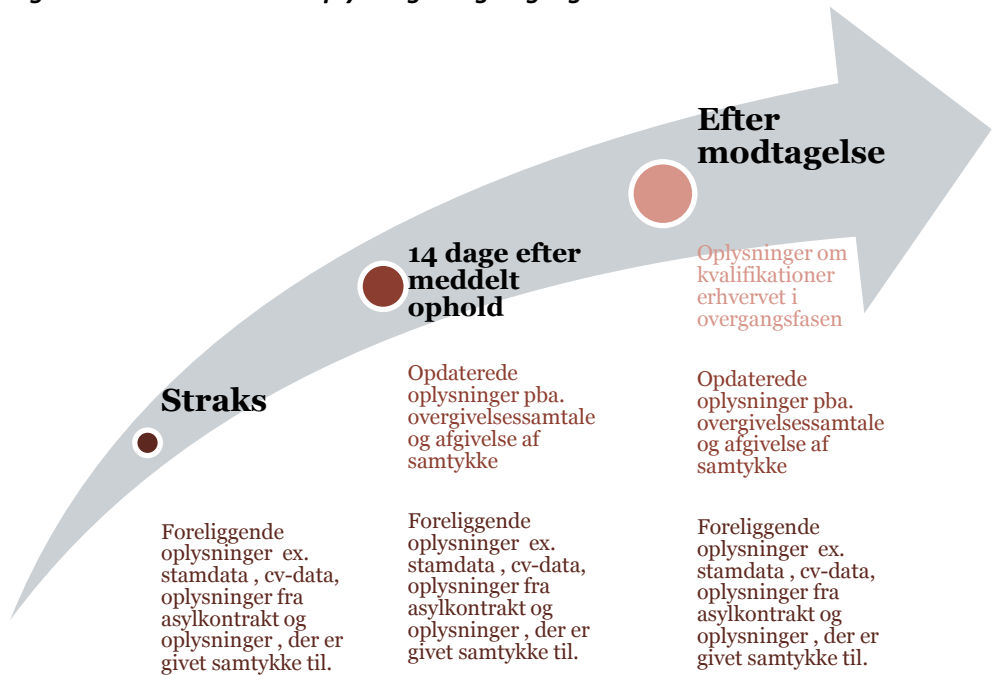 Straks
Foreliggende
oplysninger ex.
stamdata , cv-data,
oplysninger fra
asylkontrakt og
oplysninger , der er
givet samtykke til.
14 dage efter
meddelt
ophold
Opdaterede
oplysninger pba.
overgivelsessamtale
og afgivelse af
samtykke
Foreliggende
oplysninger ex.
stamdata , cv-data,
oplysninger fra
asylkontrakt og
oplysninger , der er
givet samtykke til.
Efter
modtagelse
Oplysninger om
kvalifikationer
erhvervet i
overgangsfasen
Opdaterede
oplysninger pba.
overgivelsessamtale
og afgivelse af
samtykke
Foreliggende
oplysninger ex.
stamdata , cv-data,
oplysninger fra
asylkontrakt og
oplysninger , der er
givet samtykke til.